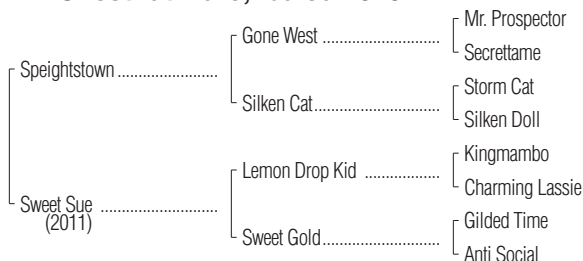 Mr. Prospector
Gone West
Secrettame
Speightstown
Storm Cat
Silken Cat
Silken Doll
Kingmambo
Lemon Drop Kid
Charming Lassie
Sweet Sue
(2011)
Gilded Time
Sweet Gold
Anti Social